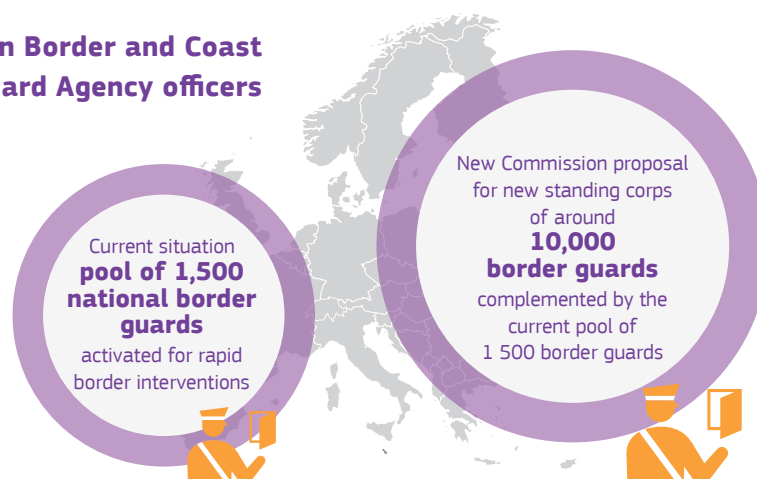 n Border and Coast
ard Agency officers
Current situation
pool of 1,500
national border
guards
activated for rapid
border interventions
New Commission proposal
for new standing corps
of around
10,000
border guards
complemented by the
current pool of
1 500 border guards